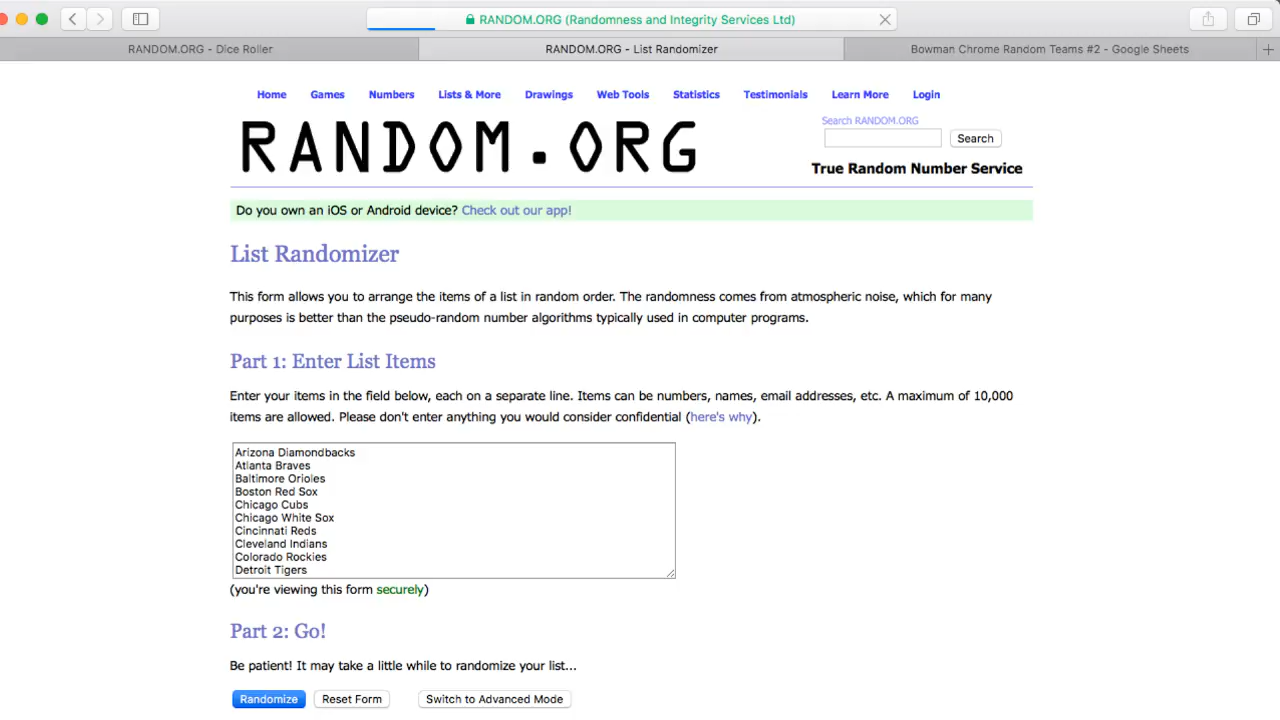 RANDOM.ORG (Randomness and Integrity Services Ltd)
RANDOM.ORG - Dice Roller
RANDOM.ORG - List Randomizer
Bowman Chrome Random Teams #2 - Google Sheets
Home Games Numbers Lists & More Drawings Web Tools Statistics Testimonials Learn More Login
RANDOM.ORG
Search RANDOM.ORG
Search
True Random Number Service
Do you own an iOS or Android device? Check out our app!
List Randomizer
This form allows you to arrange the items of a list in random order. The randomness comes from atmospheric noise, which for many
purposes is better than the pseudo-random number algorithms typically used in computer programs.
Part 1: Enter List Items
Enter your items in the field below, each on a separate line. Items can be numbers, names, email addresses, etc. A maximum of 10,000
items are allowed. Please don't enter anything you would consider confidential (here's why).
Arizona Diamondbacks
Atlanta Braves
Baltimore Orioles
Boston Red Sox
Chicago Cubs
Chicago White Sox
Cincinnati Reds
Cleveland Indians
Colorado Rockies
Detroit Tigers
(you're viewing this form securely)
Part 2: Go!
Be patient! It may take a little while to randomize your list...
Randomize Reset Form Switch to Advanced Mode